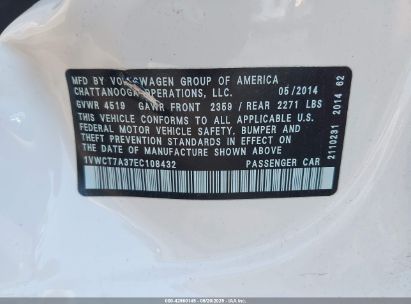 MFD BY VOLKSWAGEN GROUP OF AMERICA
CHATTANOOGA OPERATIONS, LLC. 05/2014
GVWR 4519 GAWR FRONT 2359 / REAR 2271 LBS
THIS VEHICLE CONFORMS TO ALL APPLICABLE U.S.
FEDERAL MOTOR VEHICLE SAFETY, BUMPER AND
THEFT PREVENTION STANDARDS IN EFFECT ON THE
DATE OF MANUFACTURE SHOWN ABOVE
1VWCT7A37EC108432 PASSENGER CAR
2110231 2014 62